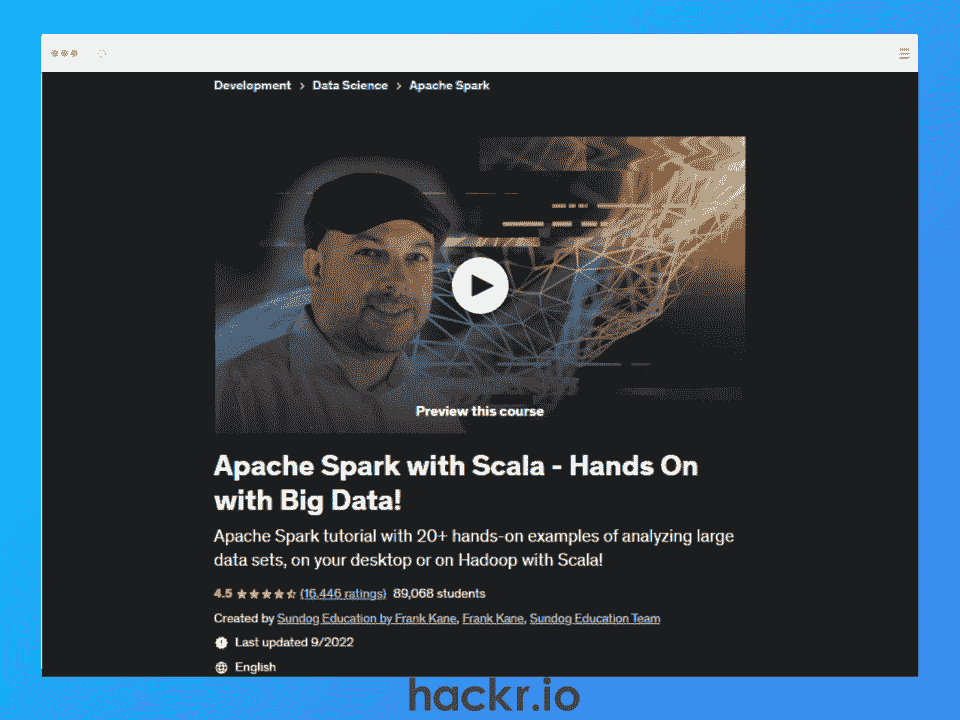 Development > Data Science > Apache Spark
Preview this course
Apache Spark with Scala - Hands On
with Big Data!
Apache Spark tutorial with 20+ hands-on examples of analyzing large
data sets, on your desktop or on Hadoop with Scala!
4.5 (16,446 ratings) 89,068 students
Created by Sundog Education by Frank Kane, Frank Kane, Sundog Education Team
Last updated 9/2022
English
hackr.io